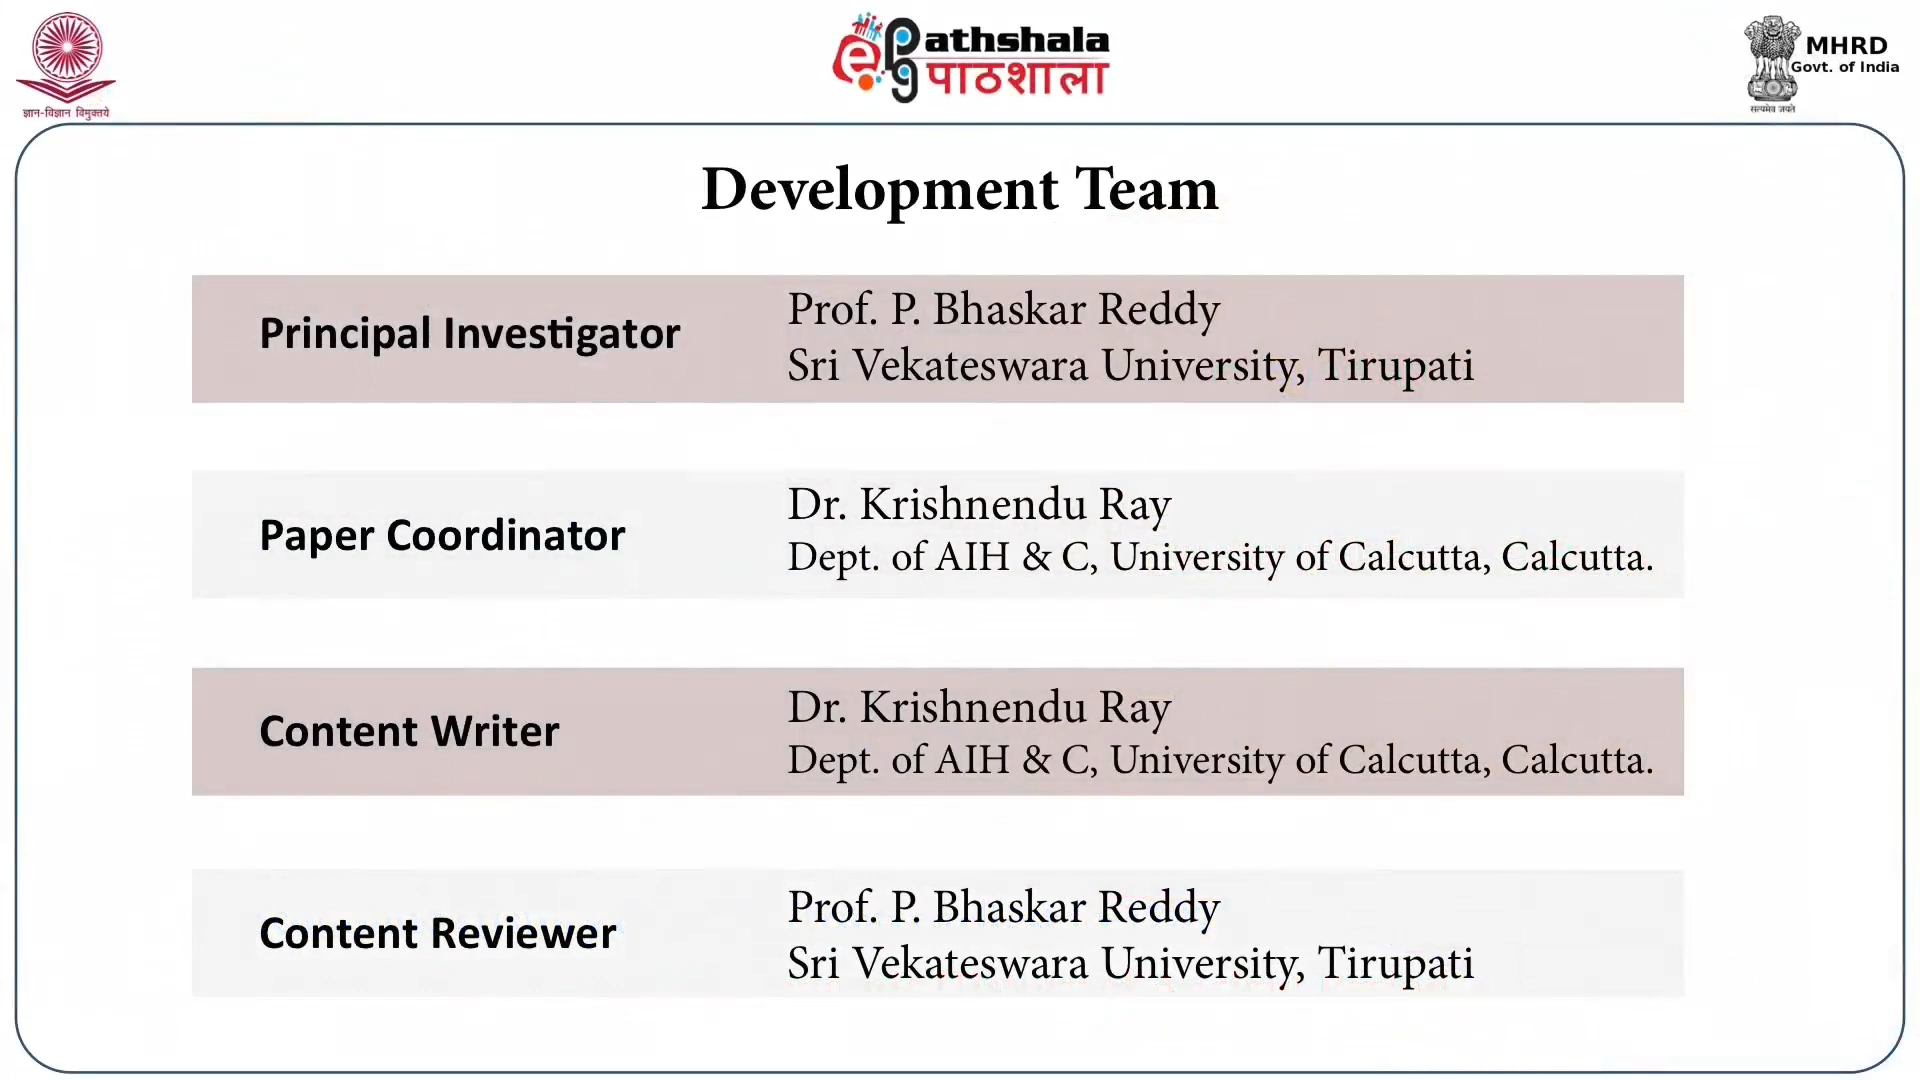 ज्ञान-विज्ञान विमुक्तये
ePG
athshala
पाठशाला
MHRD
Govt. of India
सत्यमेव जयते
Development Team
Principal Investigator
Prof. P. Bhaskar Reddy
Sri Vekateswara University, Tirupati
Paper Coordinator
Dr. Krishnendu Ray
Dept. of AIH & C, University of Calcutta, Calcutta.
Content Writer
Dr. Krishnendu Ray
Dept. of AIH & C, University of Calcutta, Calcutta.
Content Reviewer
Prof. P. Bhaskar Reddy
Sri Vekateswara University, Tirupati